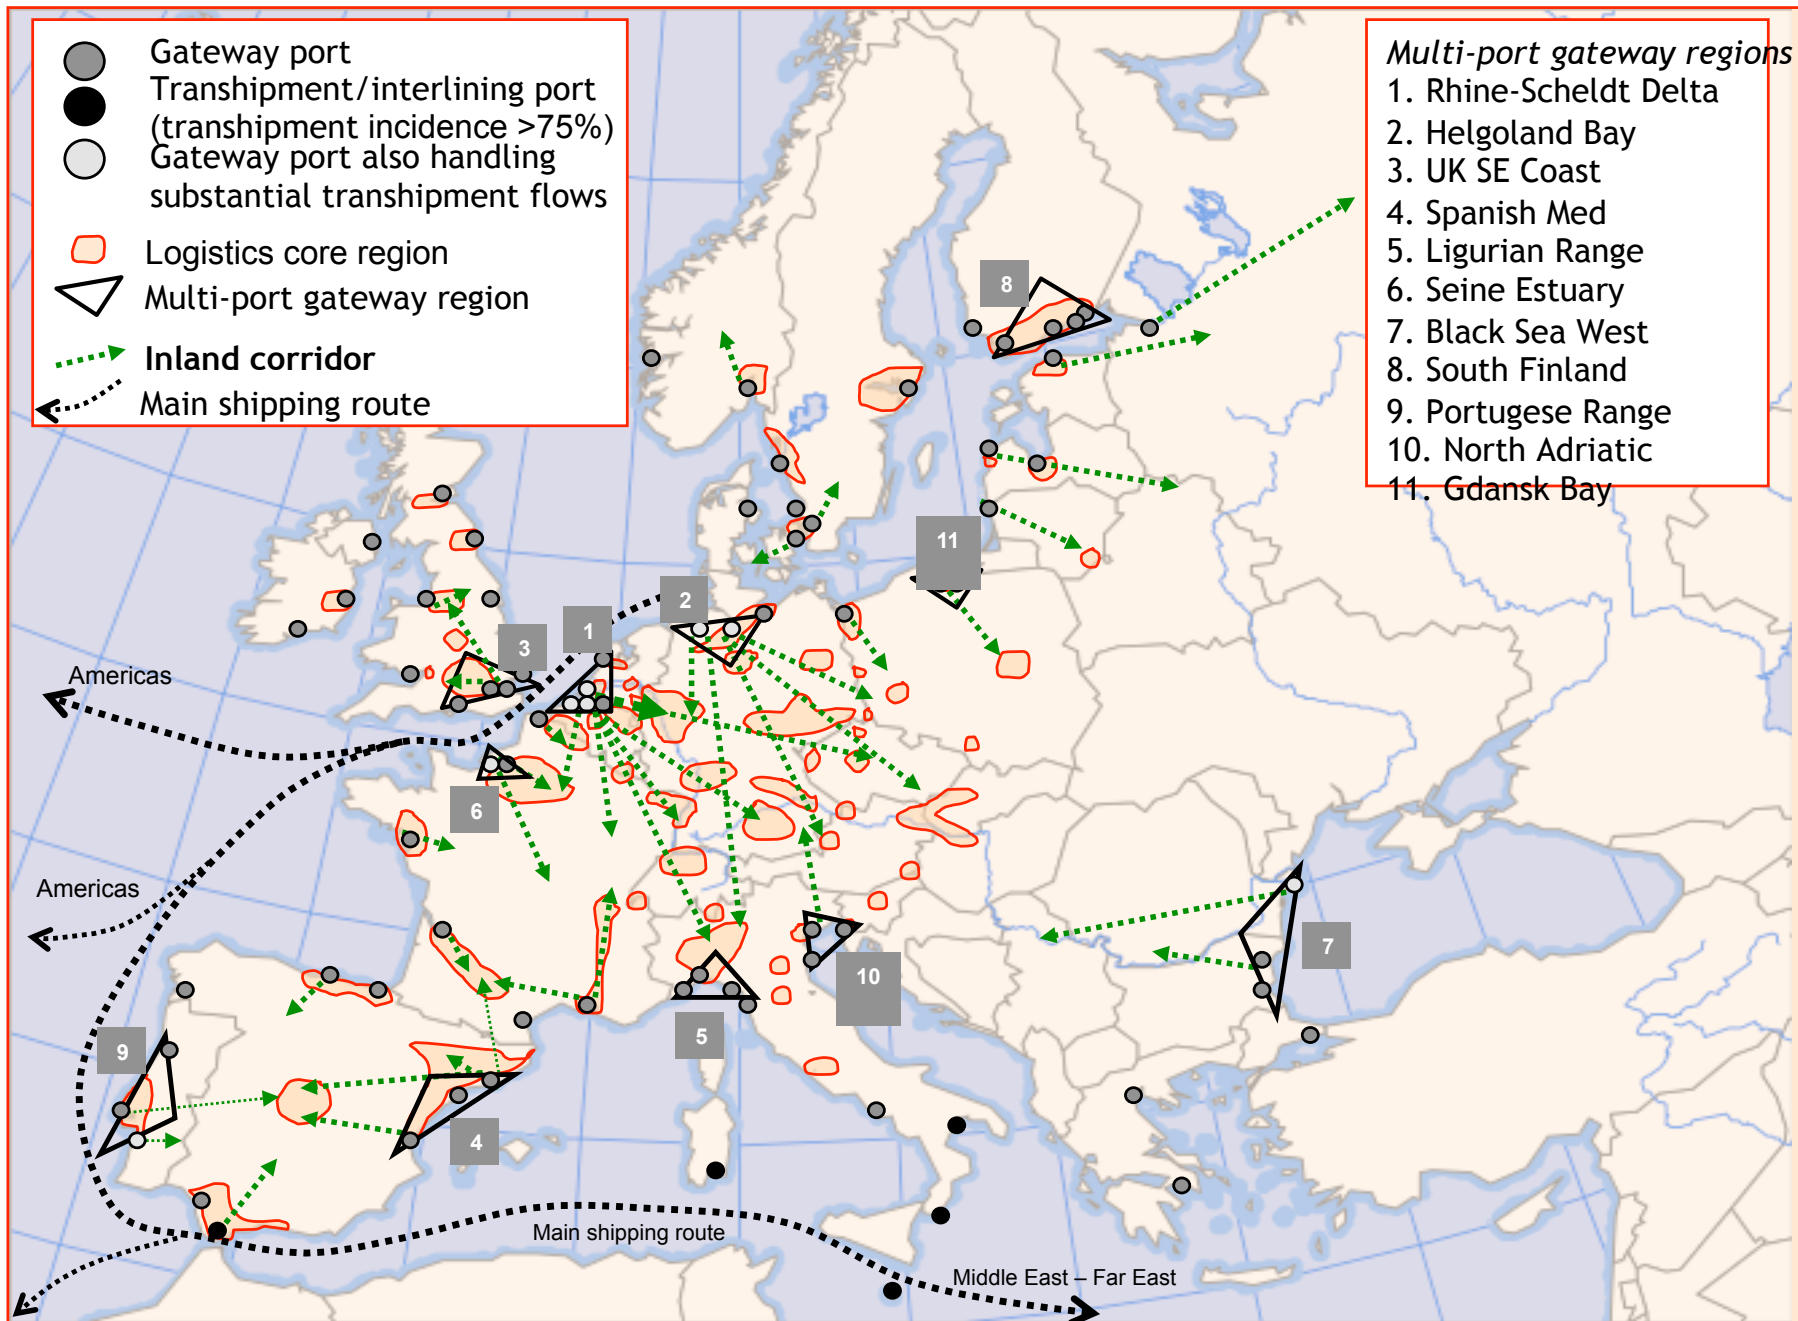 Gateway port
Transhipment/interlining port
(transhipment incidence >75%)
Gateway port also handling
substantial transhipment flows
Logistics core region
Multi-port gateway region
Inland corridor
Main shipping route
Multi-port gateway regions
1. Rhine-Scheldt Delta
2. Helgoland Bay
3. UK SE Coast
4. Spanish Med
5. Ligurian Range
6. Seine Estuary
7. Black Sea West
8. South Finland
9. Portugese Range
10. North Adriatic
11. Gdansk Bay
8
11
2
1
3
Americas
6
Americas
7
10
5
9
4
Main shipping route
Middle East – Far East